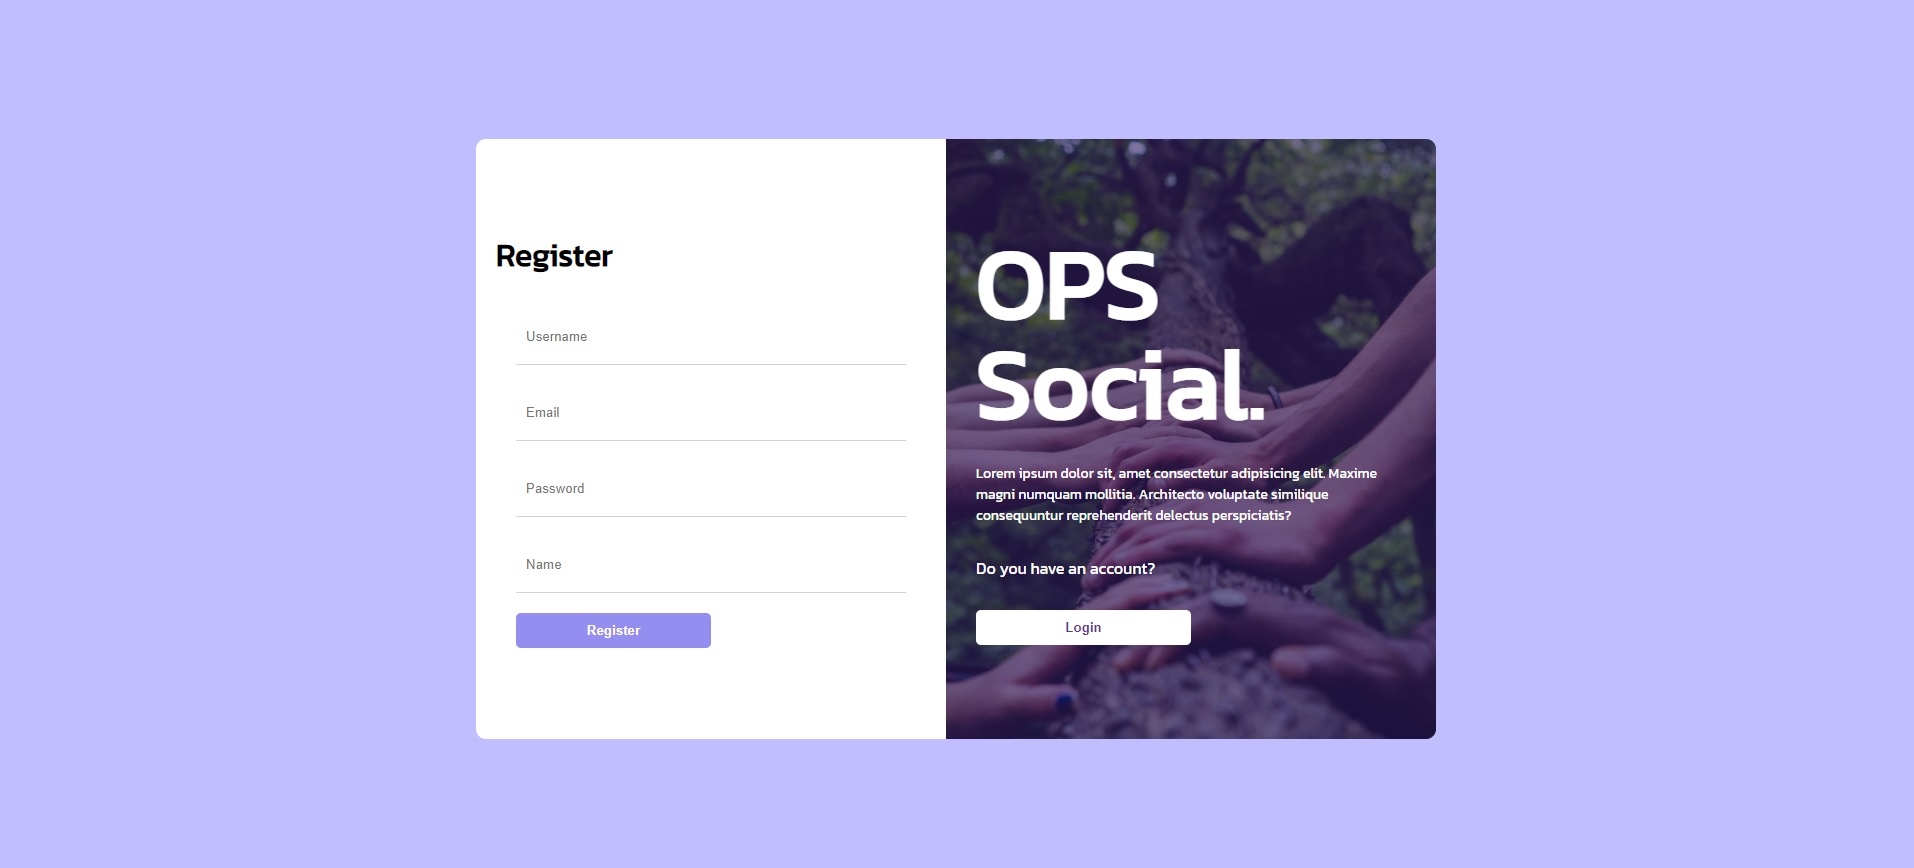 Register
Username
Email
Password
Name
Register
OPS
Social.
Lorem ipsum dolor sit, amet consectetur adipisicing elit. Maxime
magni numquam mollitia. Architecto voluptate similique
consequuntur reprehenderit delectus perspiciatis?
Do you have an account?
Login